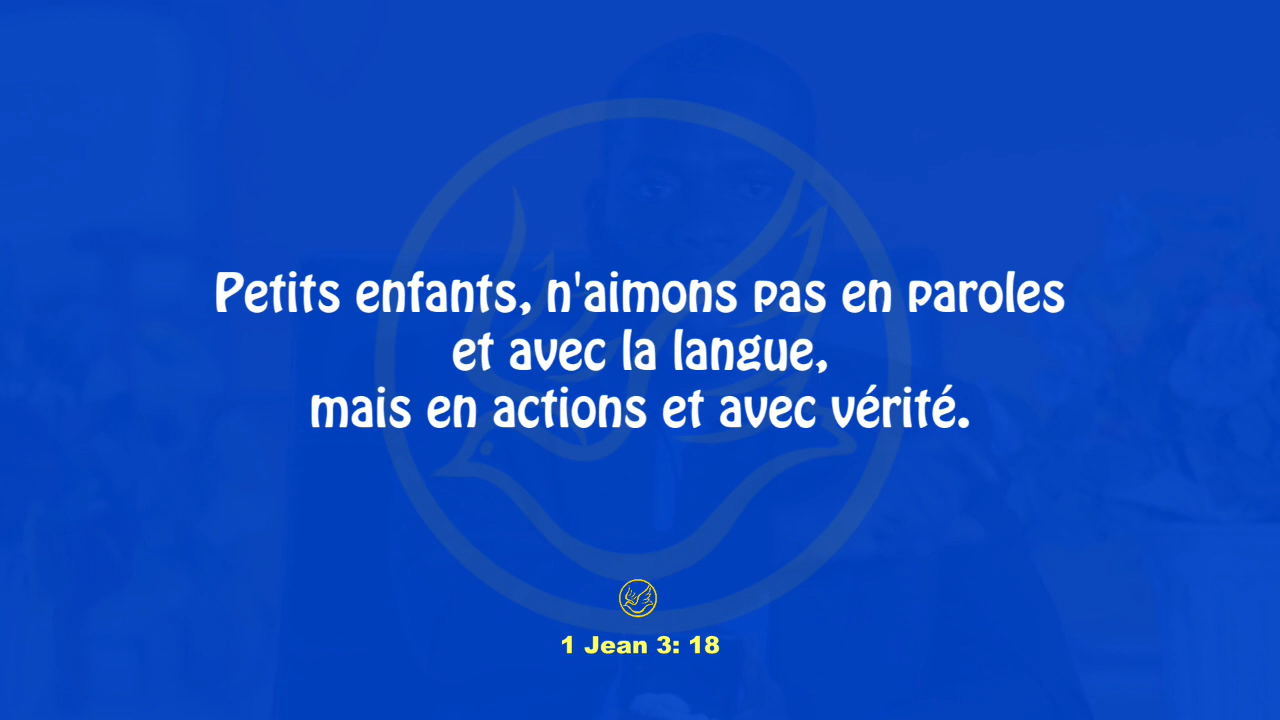 Petits enfants, n'aimons pas en paroles
et avec la langue,
mais en actions et avec vérité.
1 Jean 3: 18